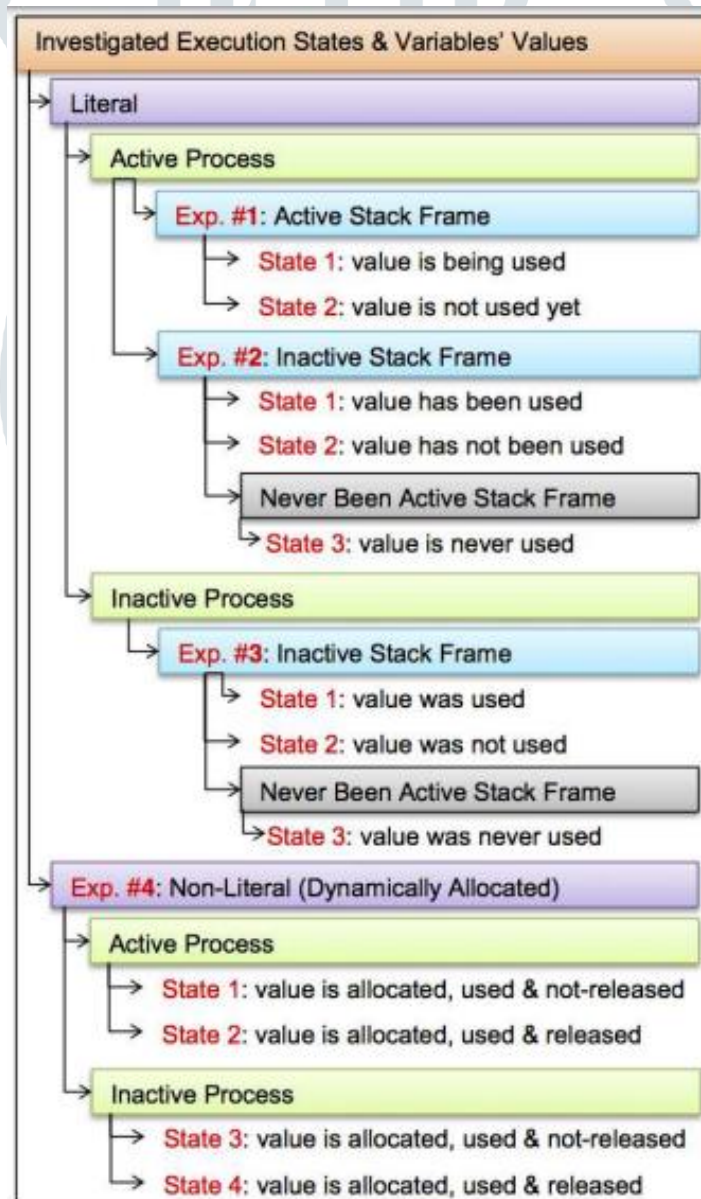 Investigated Execution States & Variables' Values
Literal
Active Process
Exp. #1: Active Stack Frame
State 1: value is being used
State 2: value is not used yet
Exp. #2: Inactive Stack Frame
State 1: value has been used
State 2: value has not been used
Never Been Active Stack Frame
State 3: value is never used
Inactive Process
Exp. #3: Inactive Stack Frame
State 1: value was used
State 2: value was not used
Never Been Active Stack Frame
State 3: value was never used
Exp. #4: Non-Literal (Dynamically Allocated)
Active Process
State 1: value is allocated, used & not-released
State 2: value is allocated, used & released
Inactive Process
State 3: value is allocated, used & not-released
State 4: value is allocated, used & released